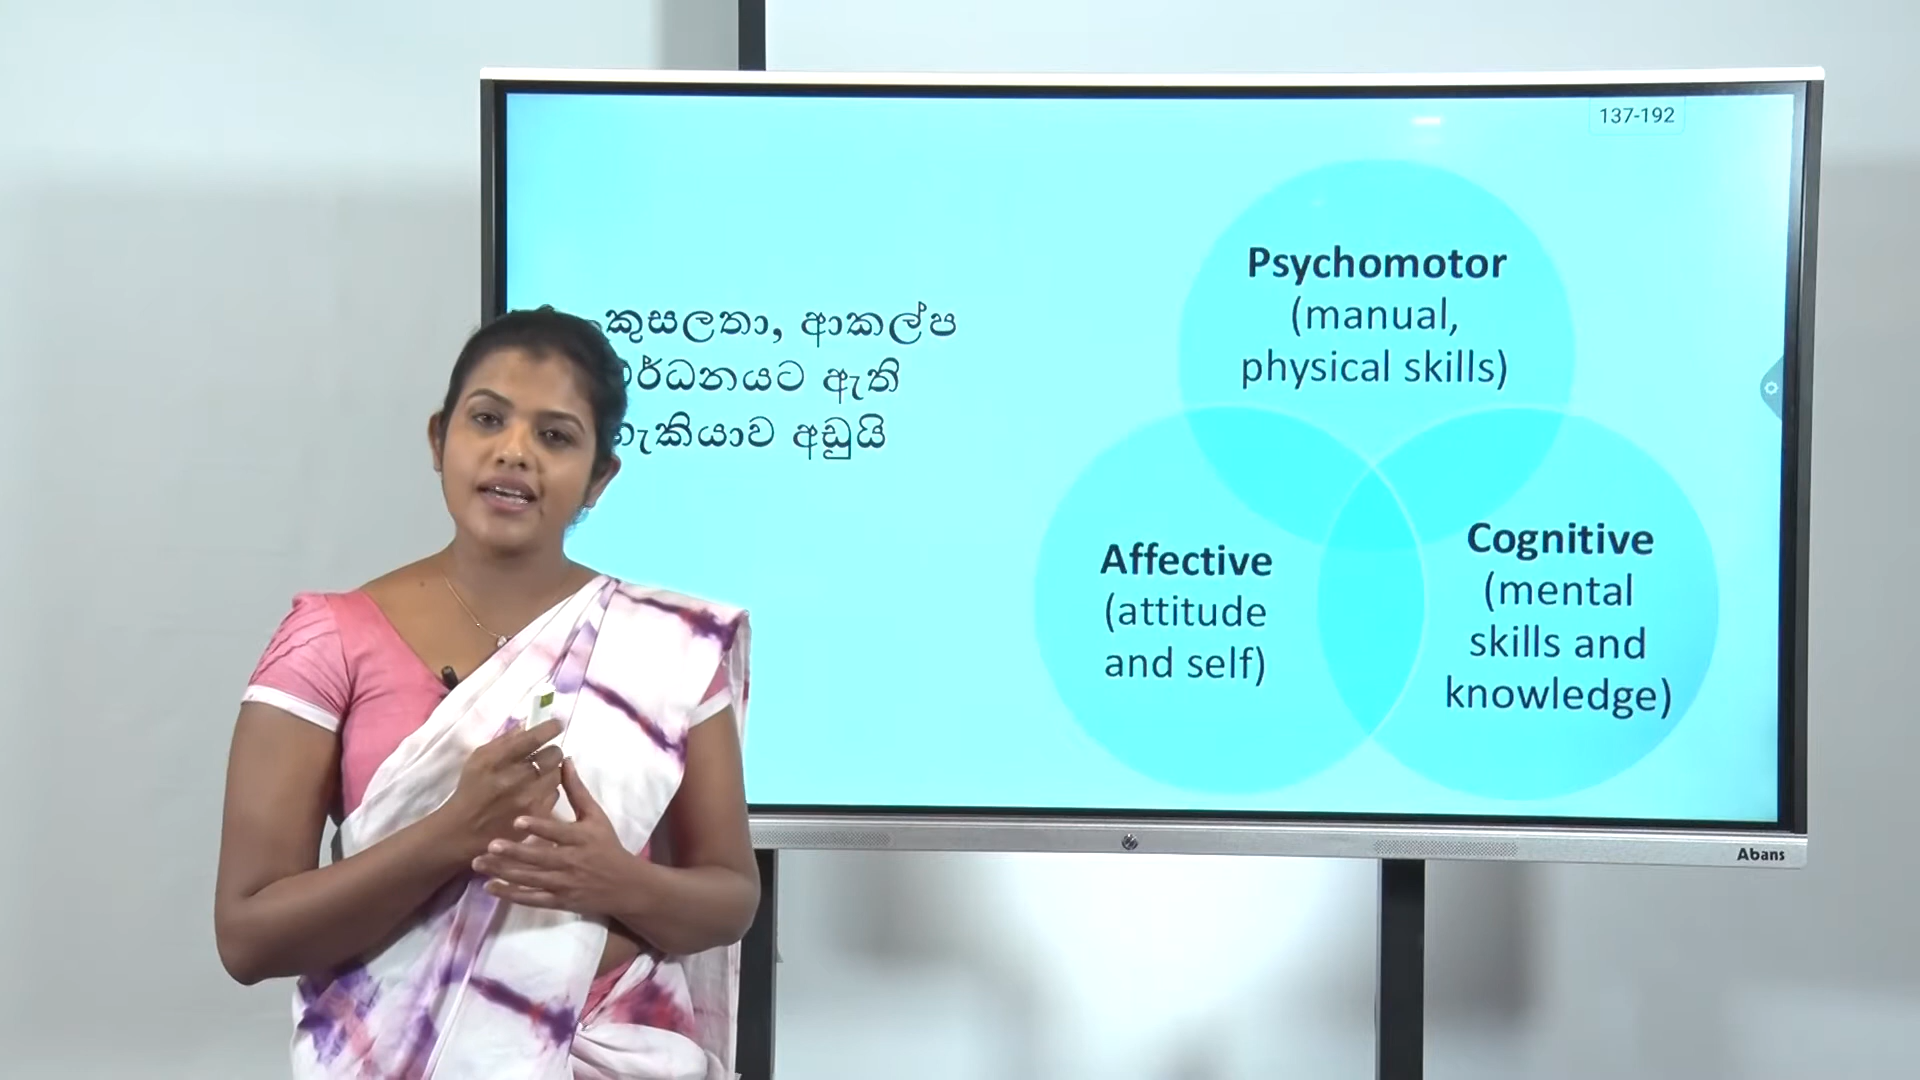 137-192
කුසලතා, ආකල්ප
ඇති
අඩුයි
Psychomotor
(manual,
physical skills)
Affective
(attitude
and self)
Cognitive
(mental
skills and
knowledge)
Abans